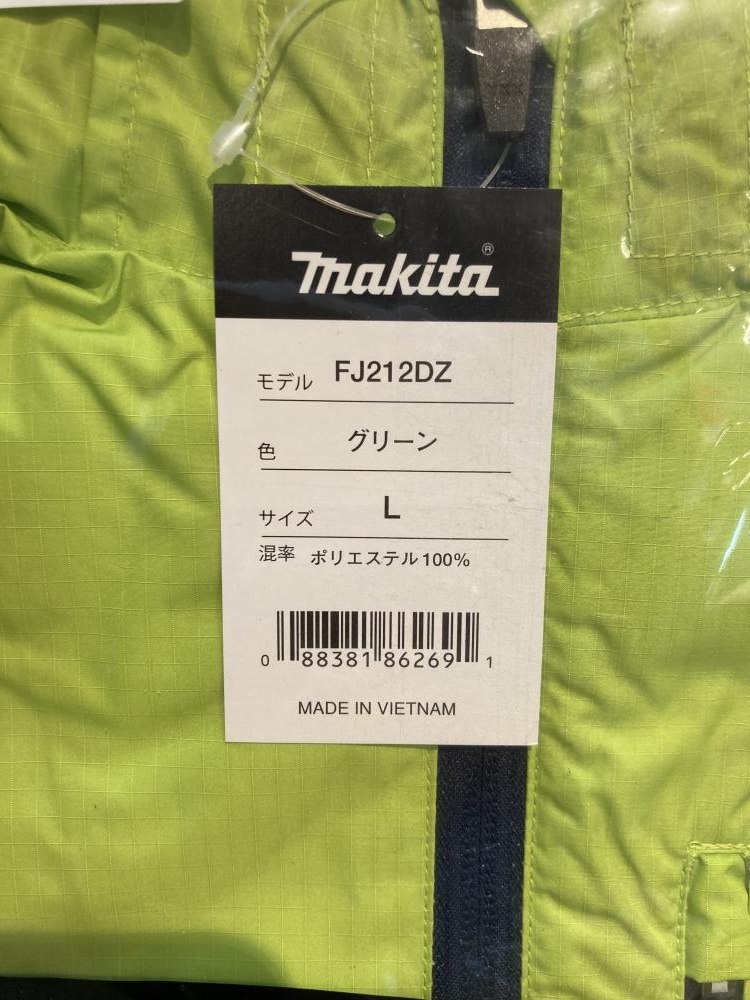 makita®
モデル FJ212DZ
色 グリーン
サイズ L
混率 ポリエステル100%
0 88381 86269 1
MADE IN VIETNAM